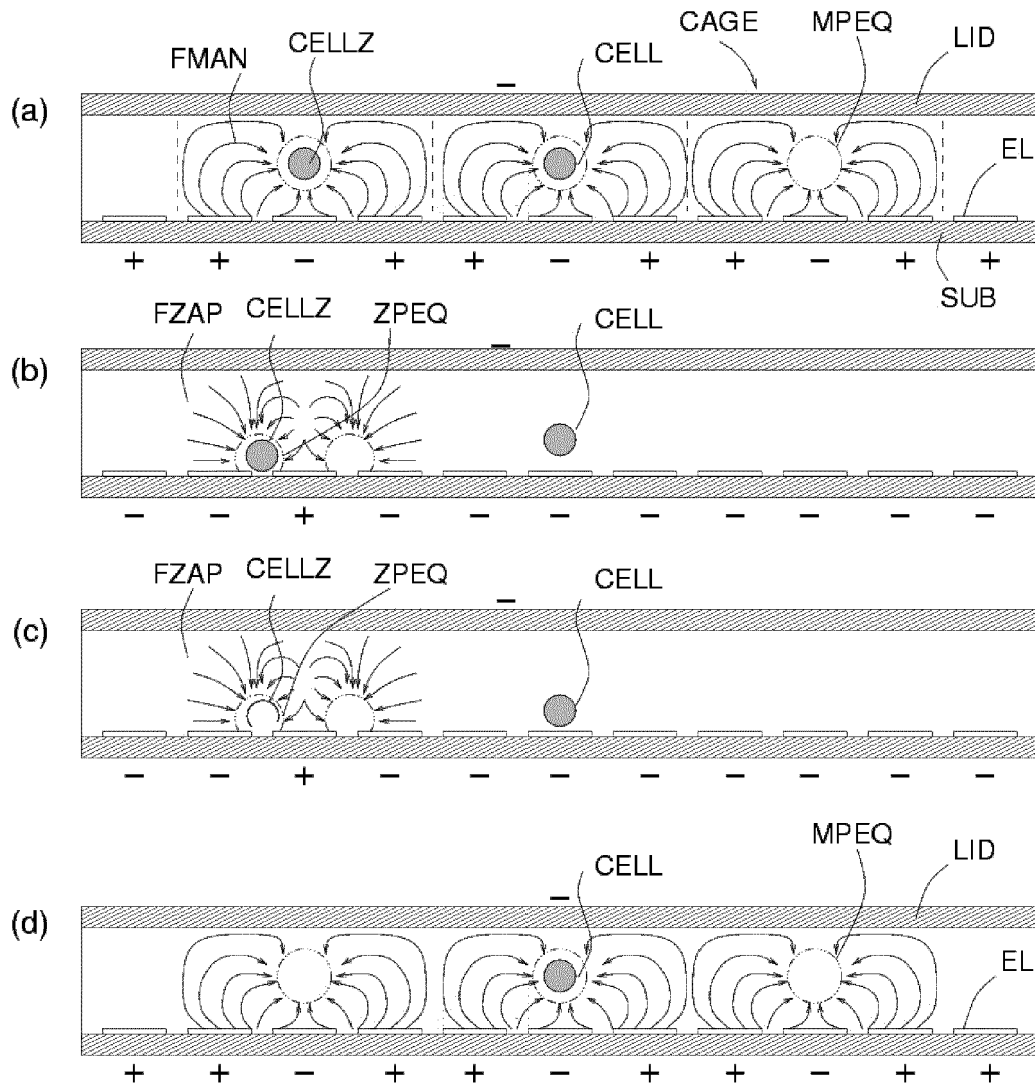 FMAN CELLZ CELL CAGE MPEQ LID
(a) −
EL
+ + − + + − + + − + +
SUB
FZAP CELLZ ZPEQ CELL
(b) −
− − + − − − − − − − −
FZAP CELLZ ZPEQ CELL
(c) −
− − + − − − − − − − −
CELL MPEQ LID
(d) −
EL
+ + − + + − + + − + +